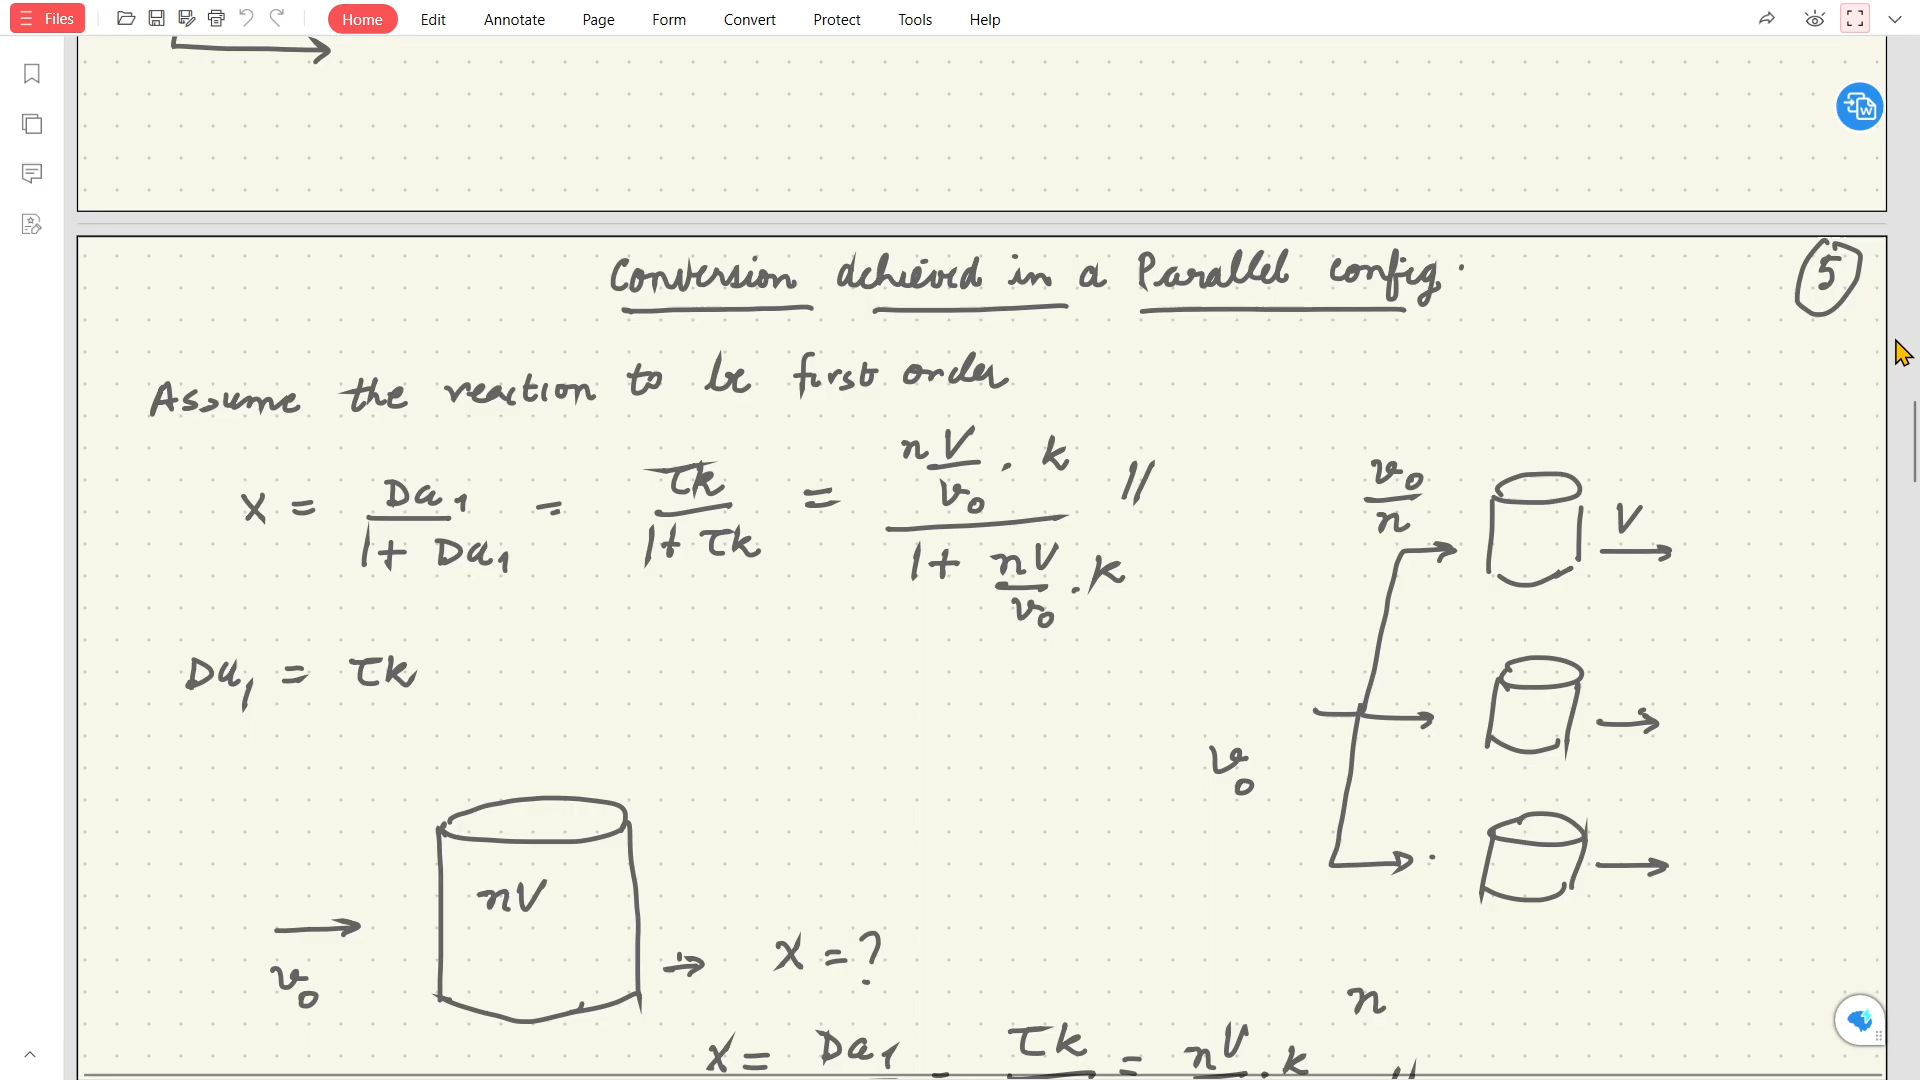 Files Home Edit Annotate Page Form Convert Protect Tools Help
Conversion achieved in a Parallel config.
5
Assume the reaction to be first order
X = Da₁ / (1 + Da₁) = τk / (1 + τk) = (nV/v₀ . k) / (1 + nV/v₀ . k) //
v₀/n
V
Da₁ = τk
v₀
nV
v₀
X = ?
n
X = Da₁ = τk = nV . k //